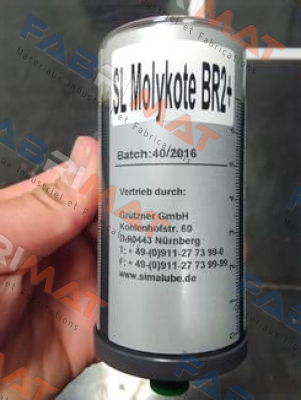 SL Molykote BR2+
Batch:40/2016
Vertrieb durch:
Grützner GmbH
Kohlenhofstr. 60
D-90443 Nürnberg
T: + 49-(0)911-27 73 99-0
F: + 49-(0)911-27 73 99-99
www.simalube.de
FABRIMAT